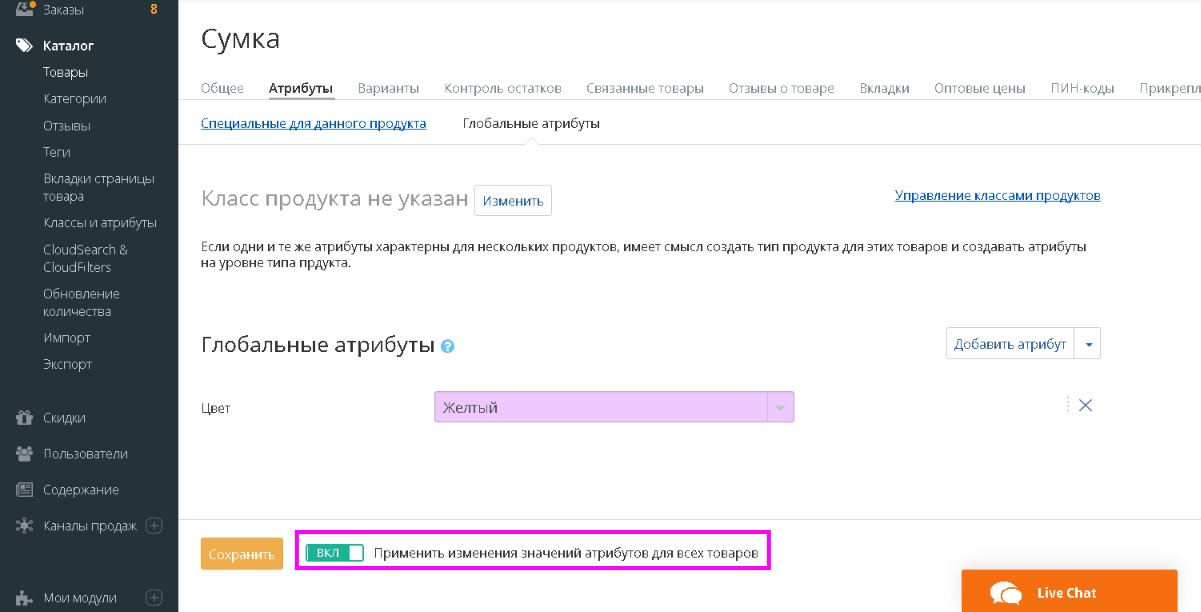 Заказы 8
Каталог
Товары
Категории
Отзывы
Теги
Вкладки страницы
товара
Классы и атрибуты
CloudSearch &
CloudFilters
Обновление
количества
Импорт
Экспорт
Скидки
Пользователи
Содержание
Каналы продаж
Мои модули
Сумка
Общее Атрибуты Варианты Контроль остатков Связанные товары Отзывы о товаре Вкладки Оптовые цены ПИН-коды Прикрепл
Специальные для данного продукта Глобальные атрибуты
Класс продукта не указан Изменить Управление классами продуктов
Если одни и те же атрибуты характерны для нескольких продуктов, имеет смысл создать тип продукта для этих товаров и создавать атрибуты
на уровне типа прдукта.
Глобальные атрибуты ? Добавить атрибут
Цвет Желтый
Сохранить ВКЛ Применить изменения значений атрибутов для всех товаров
Live Chat